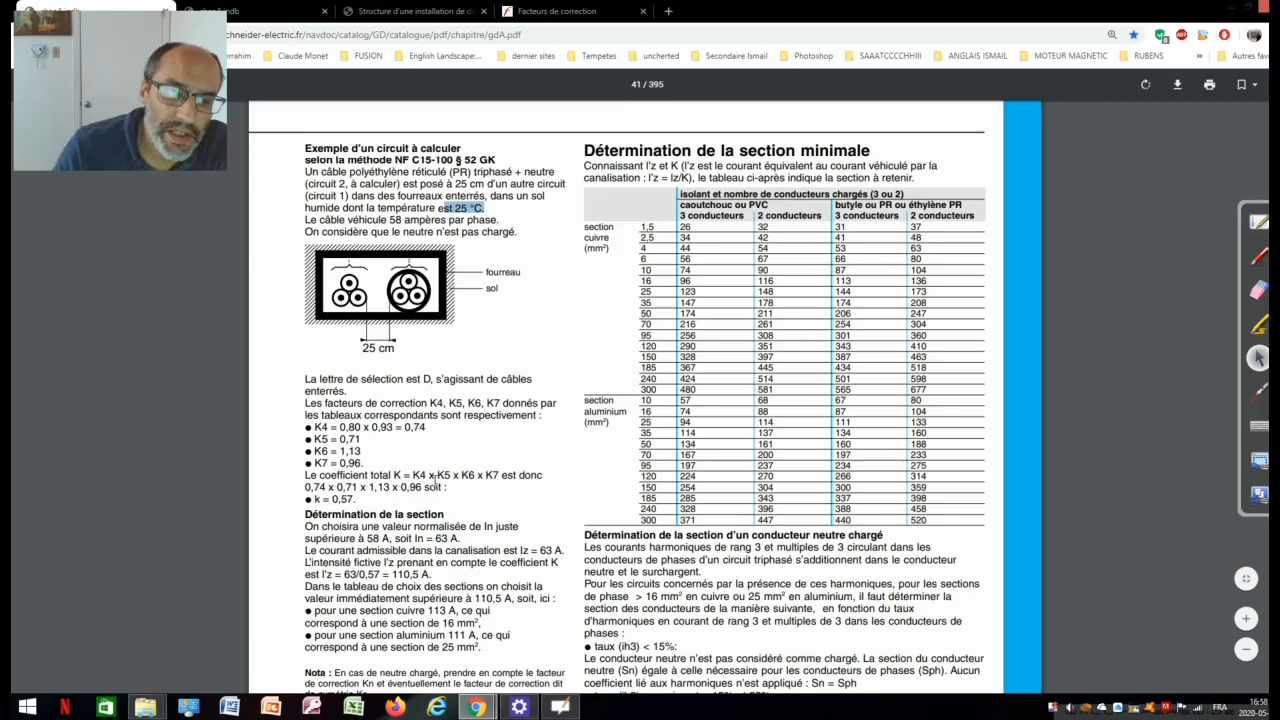 Structure d'une installation de d
Facteurs de correction
chneider-electric.fr/navdoc/catalog/GD/catalogue/pdf/chapitre/gdA.pdf
Claude Monet
FUSION
English Landscape:...
dernier sites
Tempetes
uncherted
Secondaire Ismail
Photoshop
SAAATCCCCHHIII
ANGLAIS ISMAIL
MOTEUR MAGNETIC
RUBENS
»
Autres fav
41 / 395
Exemple d'un circuit à calculer
selon la méthode NF C15-100 § 52 GK
Un câble polyéthylène réticulé (PR) triphasé + neutre
(circuit 2, à calculer) est posé à 25 cm d'un autre circuit
(circuit 1) dans des fourreaux enterrés, dans un sol
humide dont la température est 25 °C.
Le câble véhicule 58 ampères par phase.
On considère que le neutre n'est pas chargé.
fourreau
sol
25 cm
La lettre de sélection est D, s'agissant de câbles
enterrés.
Les facteurs de correction K4, K5, K6, K7 donnés par
les tableaux correspondants sont respectivement :
● K4 = 0,80 x 0,93 = 0,74
● K5 = 0,71
● K6 = 1,13
● K7 = 0,96.
Le coefficient total K = K4 x K5 x K6 x K7 est donc
0,74 x 0,71 x 1,13 x 0,96 soit :
● k = 0,57.
Détermination de la section
On choisira une valeur normalisée de In juste
supérieure à 58 A, soit In = 63 A.
Le courant admissible dans la canalisation est Iz = 63 A.
L'intensité fictive I'z prenant en compte le coefficient K
est I'z = 63/0,57 = 110,5 A.
Dans le tableau de choix des sections on choisit la
valeur immédiatement supérieure à 110,5 A, soit, ici :
● pour une section cuivre 113 A, ce qui
correspond à une section de 16 mm²,
● pour une section aluminium 111 A, ce qui
correspond à une section de 25 mm².
Nota : En cas de neutre chargé, prendre en compte le facteur
de correction Kn et éventuellement le facteur de correction dit
Détermination de la section minimale
Connaissant I'z et K (I'z est le courant équivalent au courant véhiculé par la
canalisation : I'z = Iz/K), le tableau ci-après indique la section à retenir.
isolant et nombre de conducteurs chargés (3 ou 2)
caoutchouc ou PVC butyle ou PR ou éthylène PR
3 conducteurs 2 conducteurs 3 conducteurs 2 conducteurs
section 1,5 26 32 31 37
cuivre 2,5 34 42 41 48
(mm²) 4 44 54 53 63
6 56 67 66 80
10 74 90 87 104
16 96 116 113 136
25 123 148 144 173
35 147 178 174 208
50 174 211 206 247
70 216 261 254 304
95 256 308 301 360
120 290 351 343 410
150 328 397 387 463
185 367 445 434 518
240 424 514 501 598
300 480 581 565 677
section 10 57 68 67 80
aluminium 16 74 88 87 104
(mm²) 25 94 114 111 133
35 114 137 134 160
50 134 161 160 188
70 167 200 197 233
95 197 237 234 275
120 224 270 266 314
150 254 304 300 359
185 285 343 337 398
240 328 396 388 458
300 371 447 440 520
Détermination de la section d'un conducteur neutre chargé
Les courants harmoniques de rang 3 et multiples de 3 circulant dans les
conducteurs de phases d'un circuit triphasé s'additionnent dans le conducteur
neutre et le surchargent.
Pour les circuits concernés par la présence de ces harmoniques, pour les sections
de phase > 16 mm² en cuivre ou 25 mm² en aluminium, il faut déterminer la
section des conducteurs de la manière suivante, en fonction du taux
d'harmoniques en courant de rang 3 et multiples de 3 dans les conducteurs de
phases :
● taux (ih3) < 15%:
Le conducteur neutre n'est pas considéré comme chargé. La section du conducteur
neutre (Sn) égale à celle nécessaire pour les conducteurs de phases (Sph). Aucun
coefficient lié aux harmoniques n'est appliqué : Sn = Sph
FRA
16:58
2020-05-